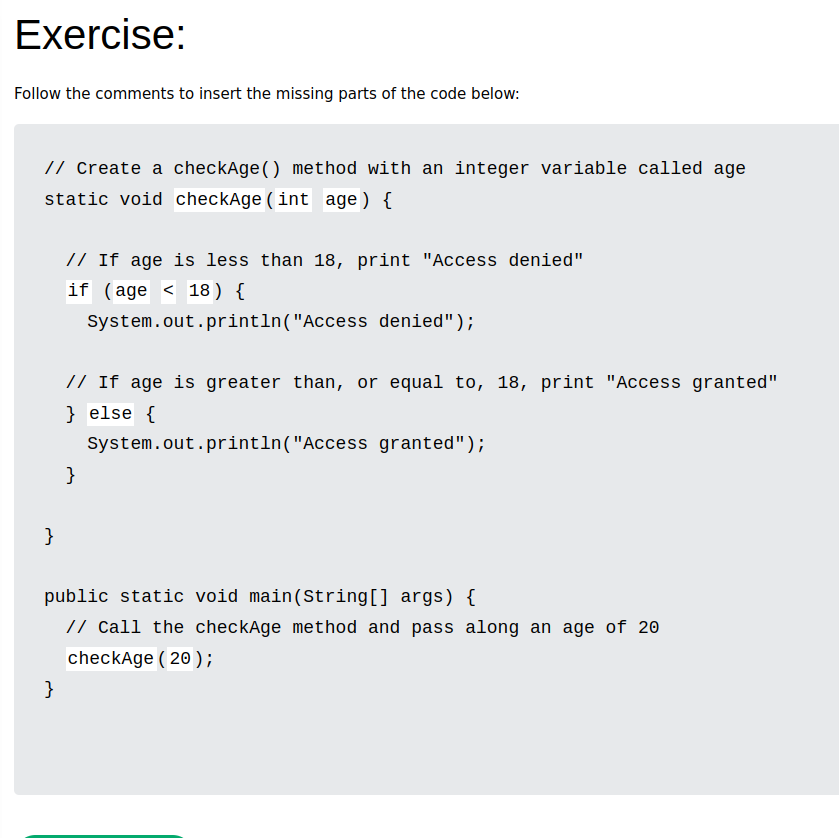 Exercise:
Follow the comments to insert the missing parts of the code below:
// Create a checkAge() method with an integer variable called age
static void checkAge(int age) {
// If age is less than 18, print "Access denied"
if (age < 18) {
System.out.println("Access denied");
// If age is greater than, or equal to, 18, print "Access granted"
} else {
System.out.println("Access granted");
}
}
public static void main(String[] args) {
// Call the checkAge method and pass along an age of 20
checkAge(20);
}